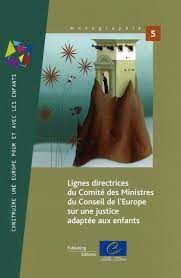 monographie 5
CONSTRUIRE UNE EUROPE POUR ET AVEC LES ENFANTS
Lignes directrices
du Comité des Ministres
du Conseil de l'Europe
sur une justice
adaptée aux enfants
Publishing
Editions